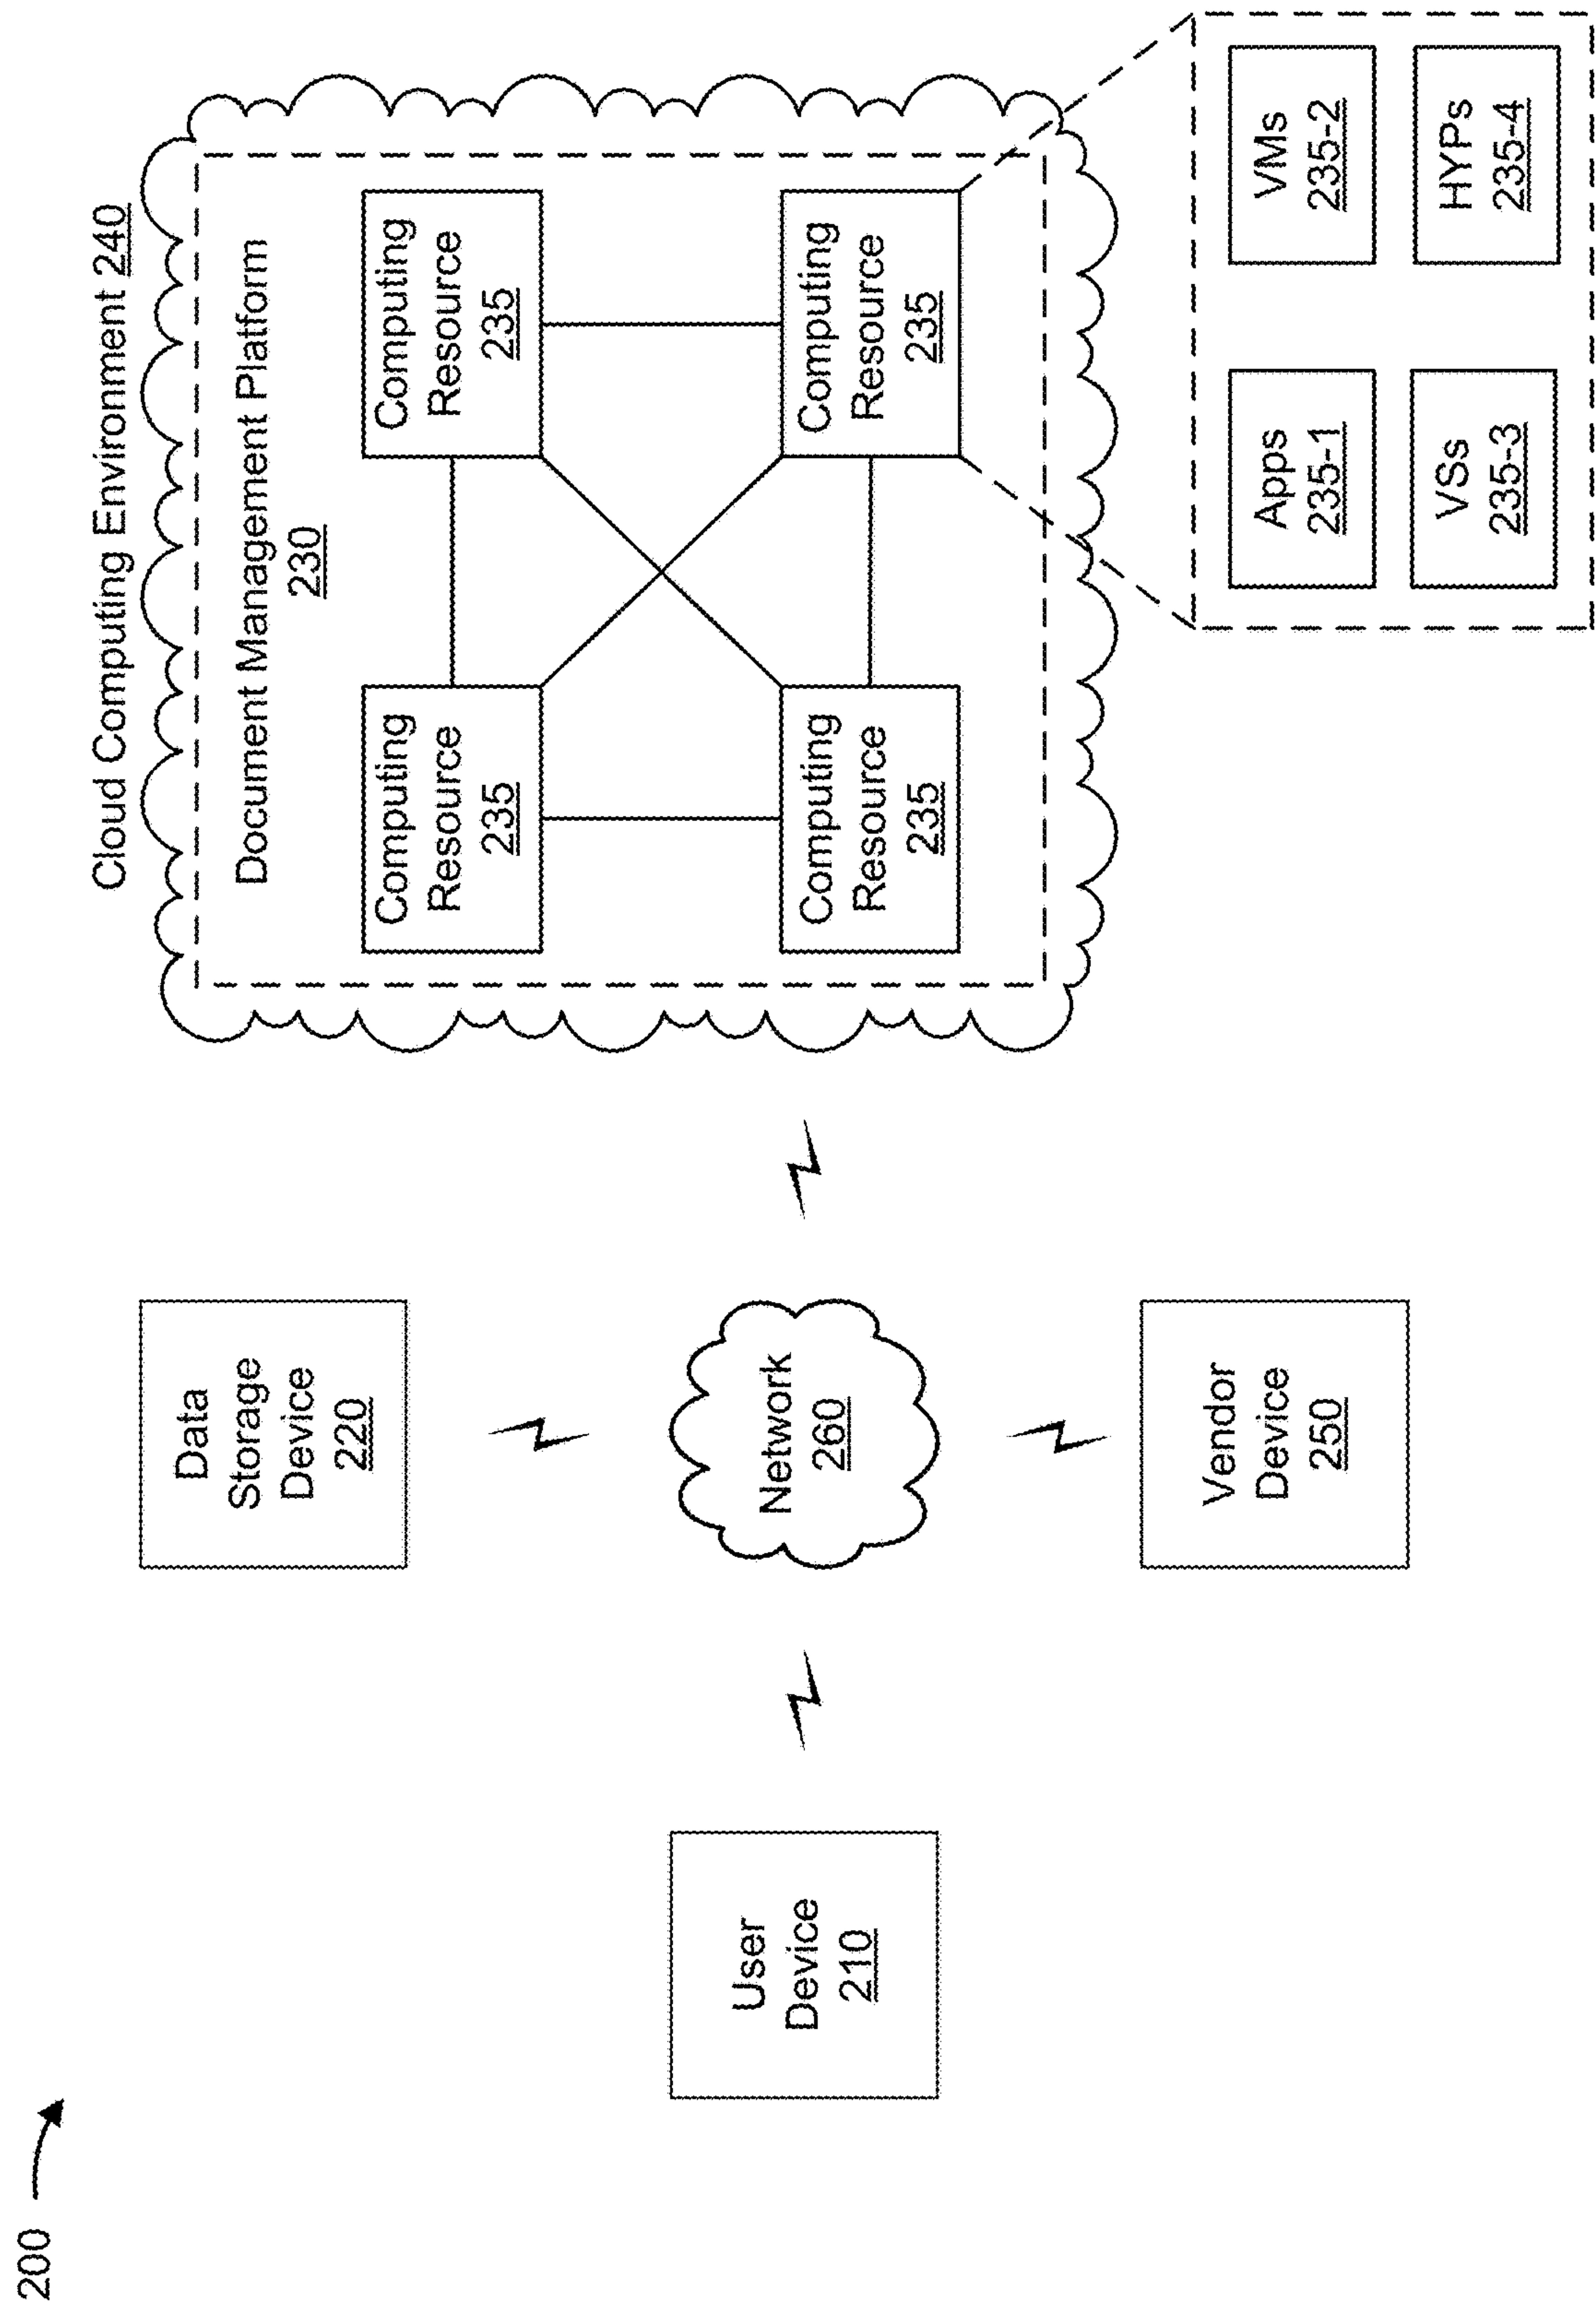 200
Cloud Computing Environment 240
Document Management Platform
230
Computing
Resource
235
Computing
Resource
235
Computing
Resource
235
Computing
Resource
235
Data
Storage
Device
220
User
Device
210
Network
260
Vendor
Device
250
Apps
235-1
VMs
235-2
VSs
235-3
HYPs
235-4